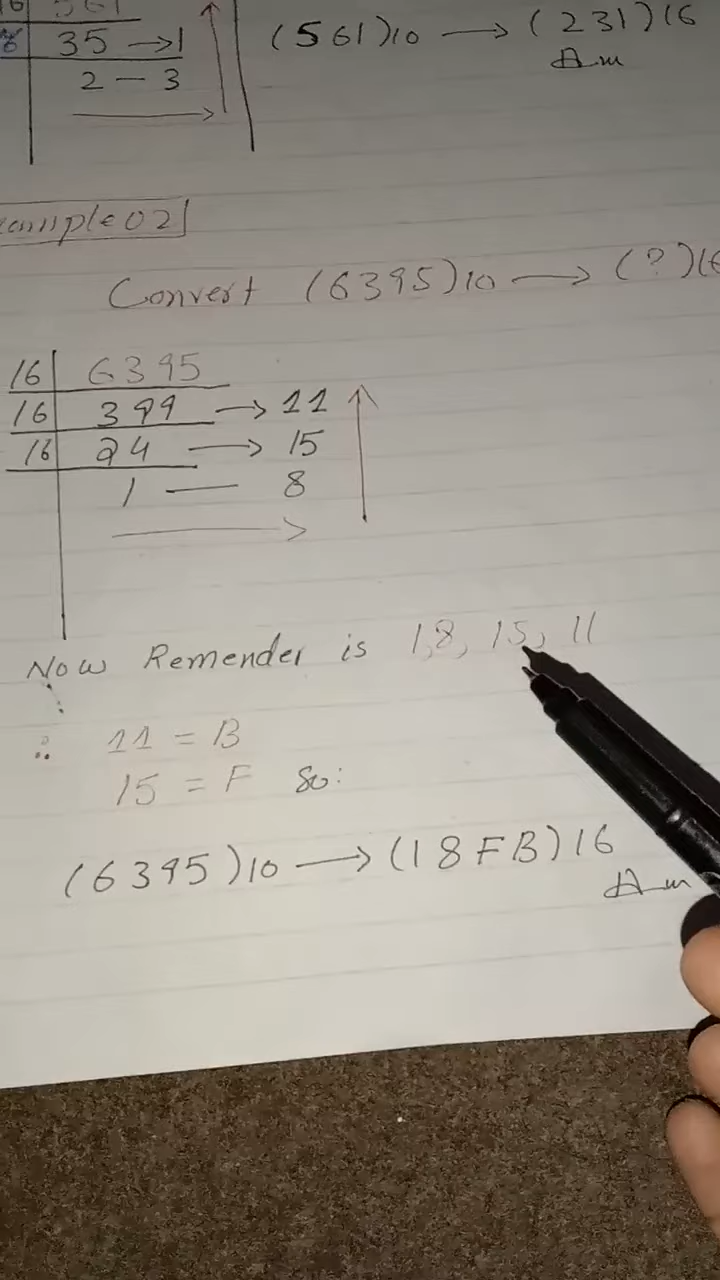 16 561
35 → 1
2 - 3
(561)10 → (231)16
Example 02
Convert (6395)10 → (?)16
16 6395
16 399 → 11
16 24 → 15
1 — 8
Now Remender is 1,8, 15, 11
∴ 11 = B
15 = F so:
(6395)10 → (18FB)16